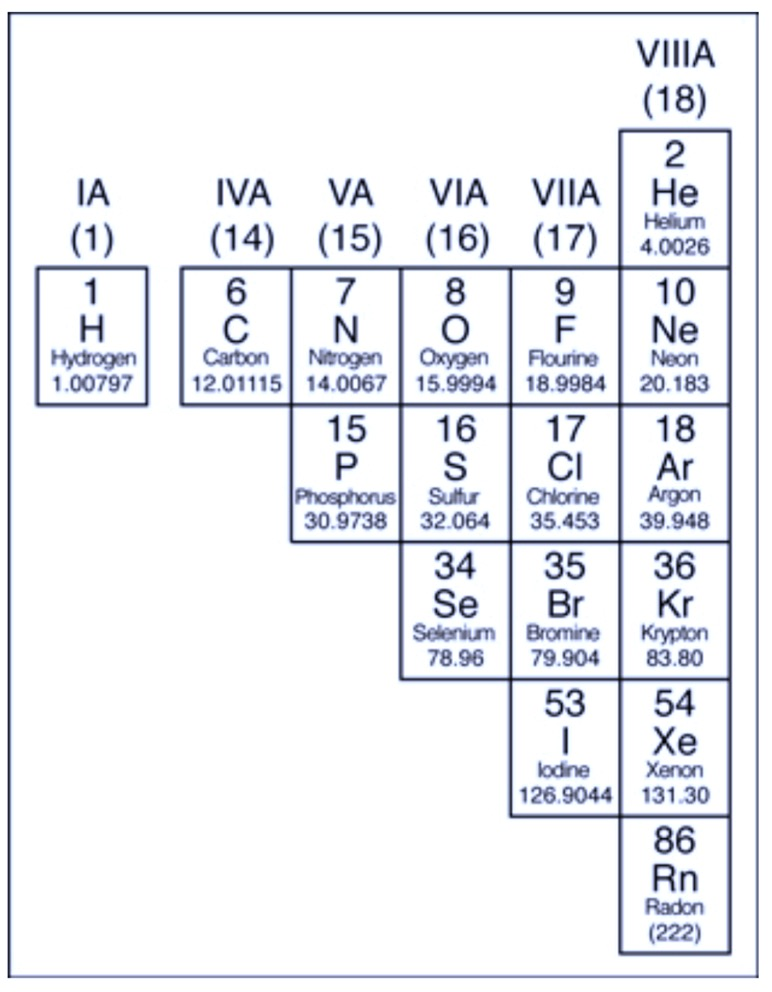 VIIIA
(18)
2
He
Helium
4.0026
IA IVA VA VIA VIIA
(1) (14) (15) (16) (17)
1 6 7 8 9 10
H C N O F Ne
Hydrogen Carbon Nitrogen Oxygen Flourine Neon
1.00797 12.01115 14.0067 15.9994 18.9984 20.183
15 16 17 18
P S Cl Ar
Phosphorus Sulfur Chlorine Argon
30.9738 32.064 35.453 39.948
34 35 36
Se Br Kr
Selenium Bromine Krypton
78.96 79.904 83.80
53 54
I Xe
Iodine Xenon
126.9044 131.30
86
Rn
Radon
(222)